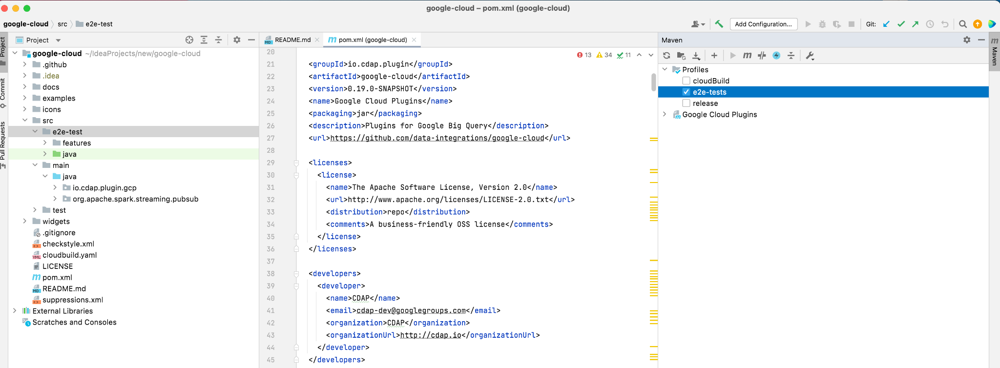 google-cloud – pom.xml (google-cloud)
google-cloud src e2e-test
Add Configuration...
Git:
Project
Commit
Pull Requests
Project
google-cloud ~/IdeaProjects/new/google-cloud
.github
.idea
docs
examples
icons
src
e2e-test
features
java
main
java
io.cdap.plugin.gcp
org.apache.spark.streaming.pubsub
test
widgets
.gitignore
checkstyle.xml
cloudbuild.yaml
LICENSE
pom.xml
README.md
suppressions.xml
External Libraries
Scratches and Consoles
README.md
pom.xml (google-cloud)
13 34 11
20
21 <groupId>io.cdap.plugin</groupId>
22 <artifactId>google-cloud</artifactId>
23 <version>0.19.0-SNAPSHOT</version>
24 <name>Google Cloud Plugins</name>
25 <packaging>jar</packaging>
26 <description>Plugins for Google Big Query</description>
27 <url>https://github.com/data-integrations/google-cloud</url>
28
29 <licenses>
30 <license>
31 <name>The Apache Software License, Version 2.0</name>
32 <url>http://www.apache.org/licenses/LICENSE-2.0.txt</url>
33 <distribution>repo</distribution>
34 <comments>A business-friendly OSS license</comments>
35 </license>
36 </licenses>
37
38 <developers>
39 <developer>
40 <name>CDAP</name>
41 <email>cdap-dev@googlegroups.com</email>
42 <organization>CDAP</organization>
43 <organizationUrl>http://cdap.io</organizationUrl>
44 </developer>
45 </developers>
Maven
Profiles
cloudBuild
e2e-tests
release
Google Cloud Plugins
Maven